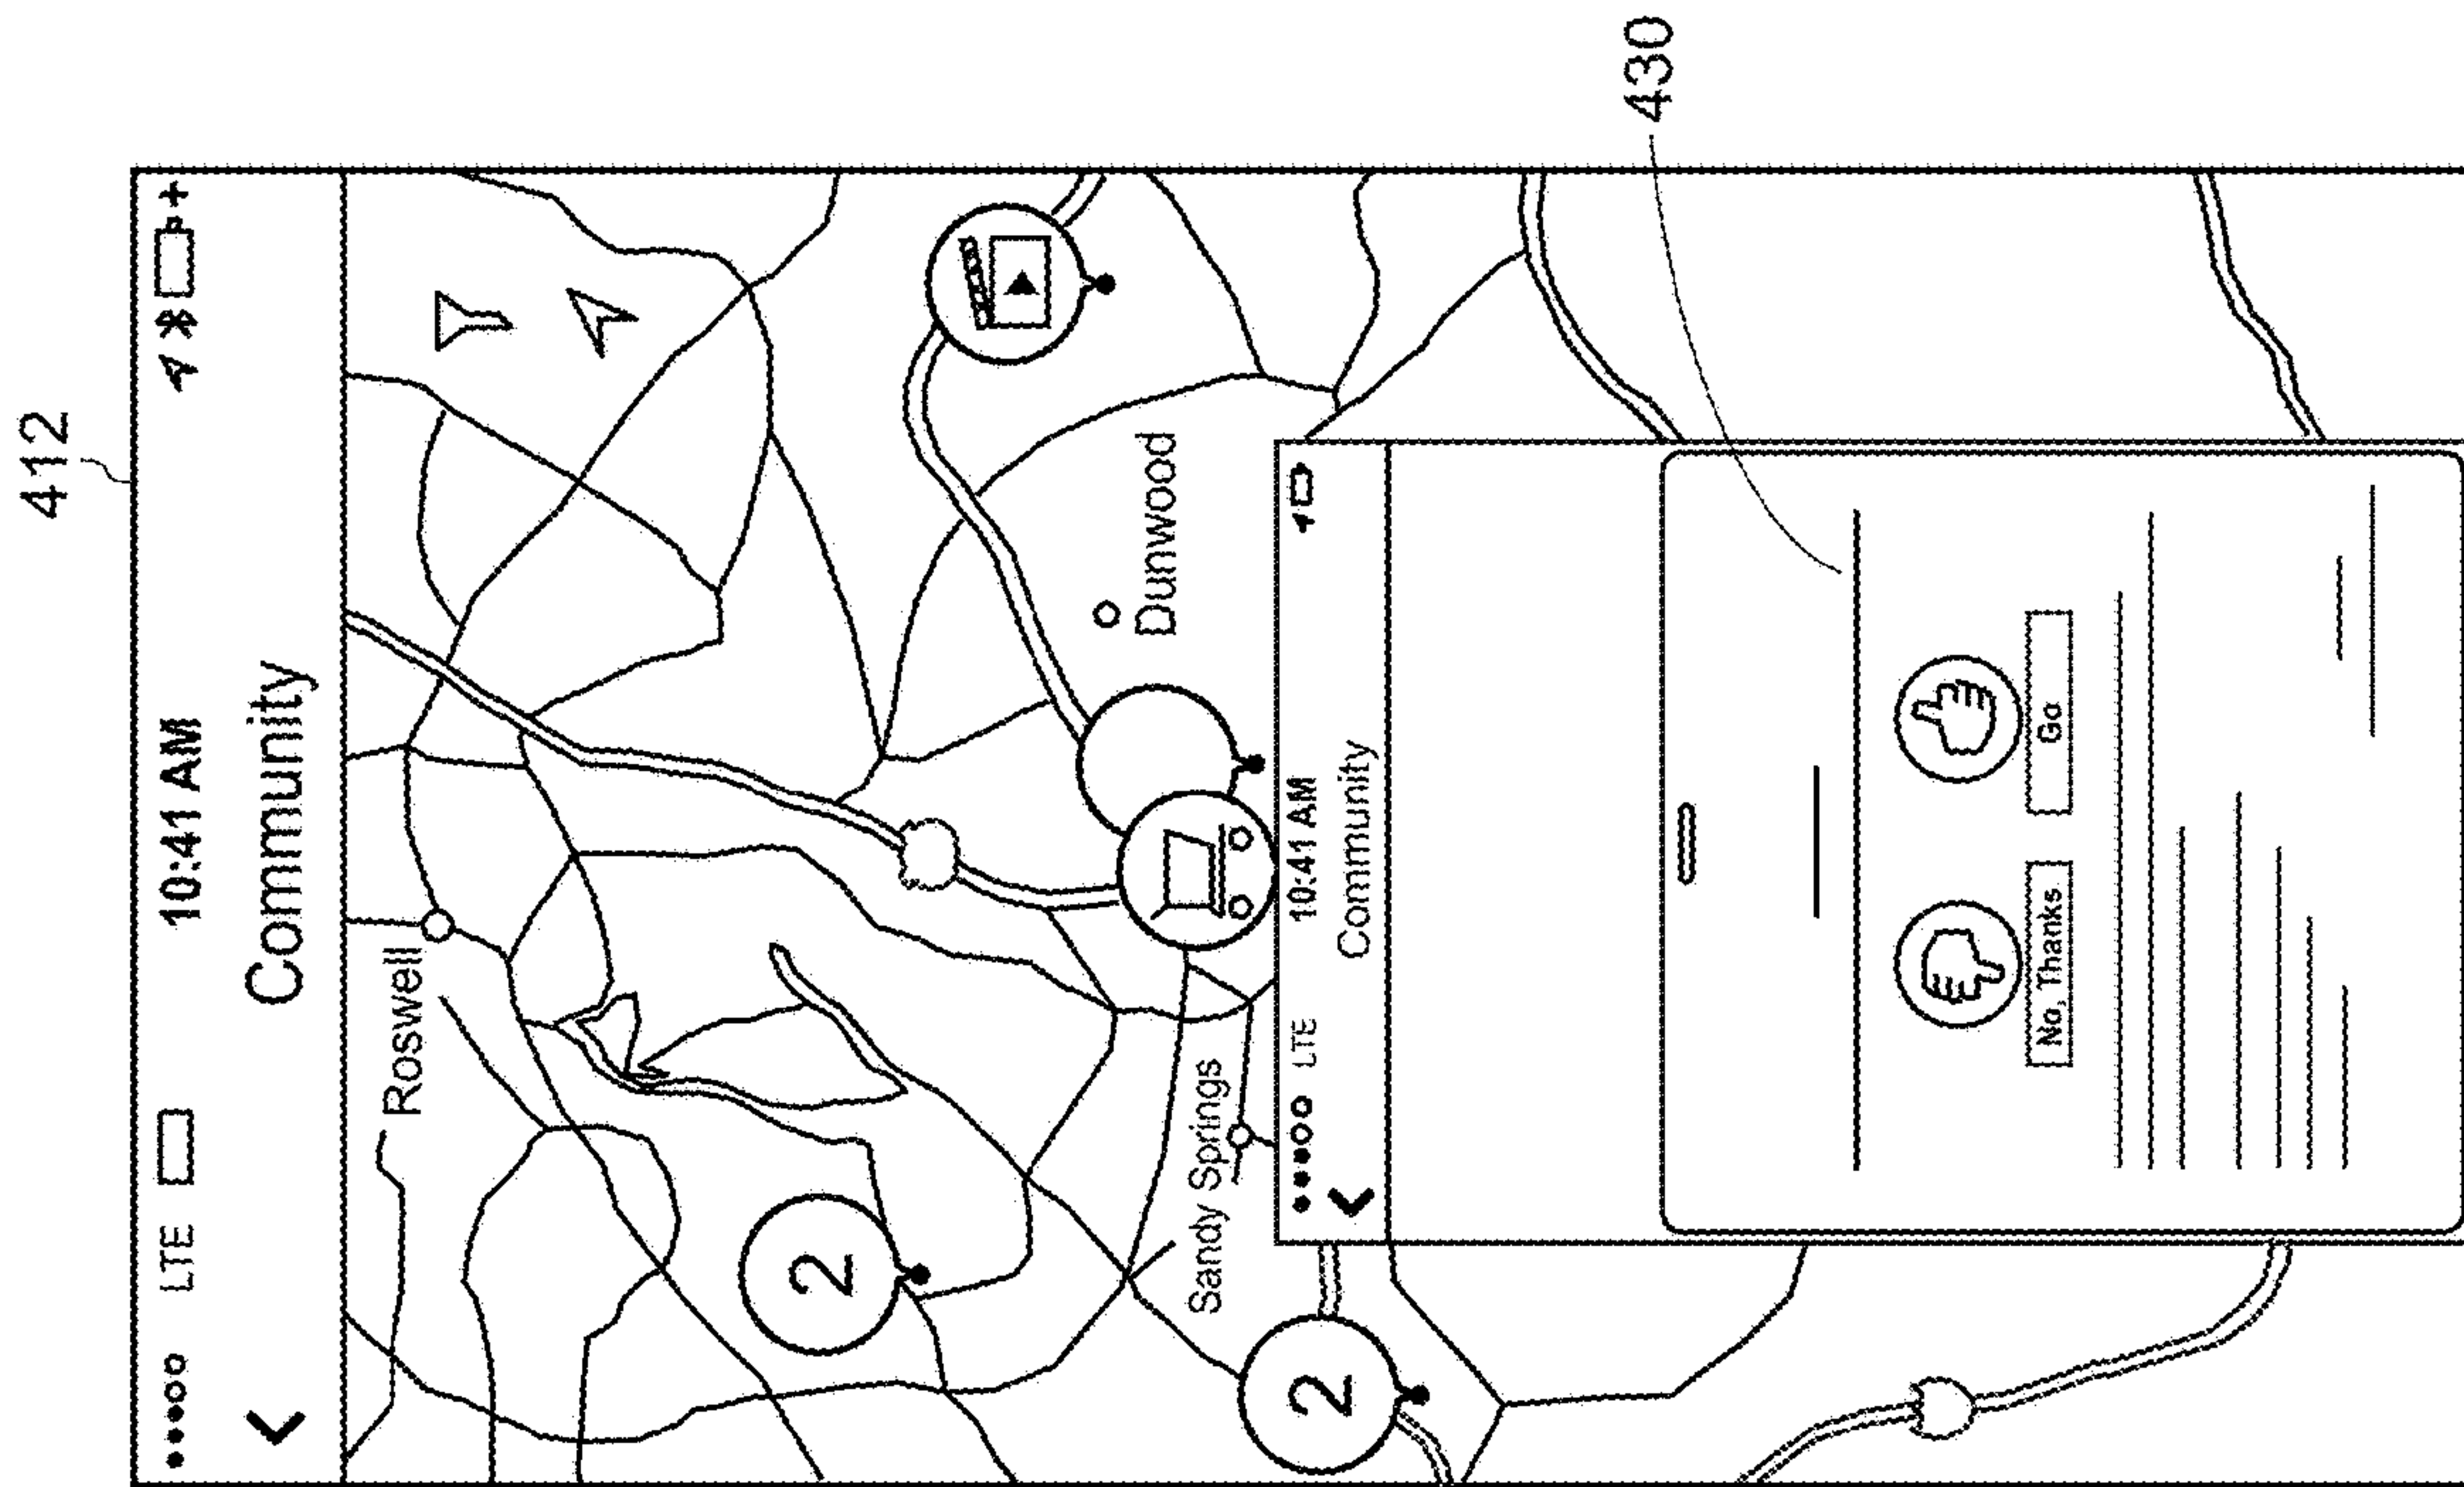 412
LTE 10:41 AM
Community
Roswell
2
Dunwood
Sandy Springs
2
LTE 10:41 AM
Community
430
No, Thanks Go